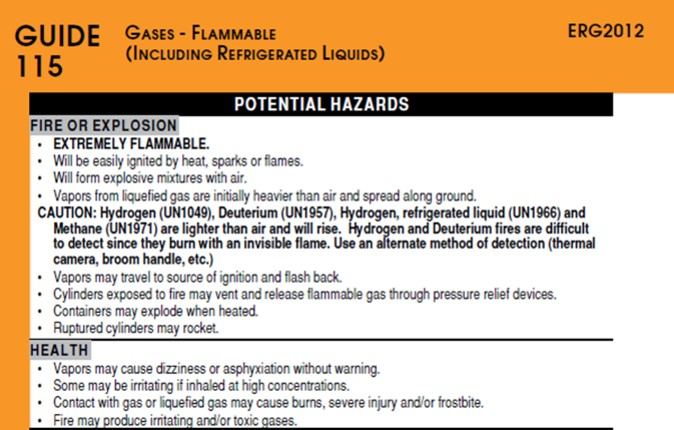 GUIDE GASES - FLAMMABLE ERG2012
115 (INCLUDING REFRIGERATED LIQUIDS)
POTENTIAL HAZARDS
FIRE OR EXPLOSION
• EXTREMELY FLAMMABLE.
• Will be easily ignited by heat, sparks or flames.
• Will form explosive mixtures with air.
• Vapors from liquefied gas are initially heavier than air and spread along ground.
CAUTION: Hydrogen (UN1049), Deuterium (UN1957), Hydrogen, refrigerated liquid (UN1966) and
Methane (UN1971) are lighter than air and will rise. Hydrogen and Deuterium fires are difficult
to detect since they burn with an invisible flame. Use an alternate method of detection (thermal
camera, broom handle, etc.)
• Vapors may travel to source of ignition and flash back.
• Cylinders exposed to fire may vent and release flammable gas through pressure relief devices.
• Containers may explode when heated.
• Ruptured cylinders may rocket.
HEALTH
• Vapors may cause dizziness or asphyxiation without warning.
• Some may be irritating if inhaled at high concentrations.
• Contact with gas or liquefied gas may cause burns, severe injury and/or frostbite.
• Fire may produce irritating and/or toxic gases.